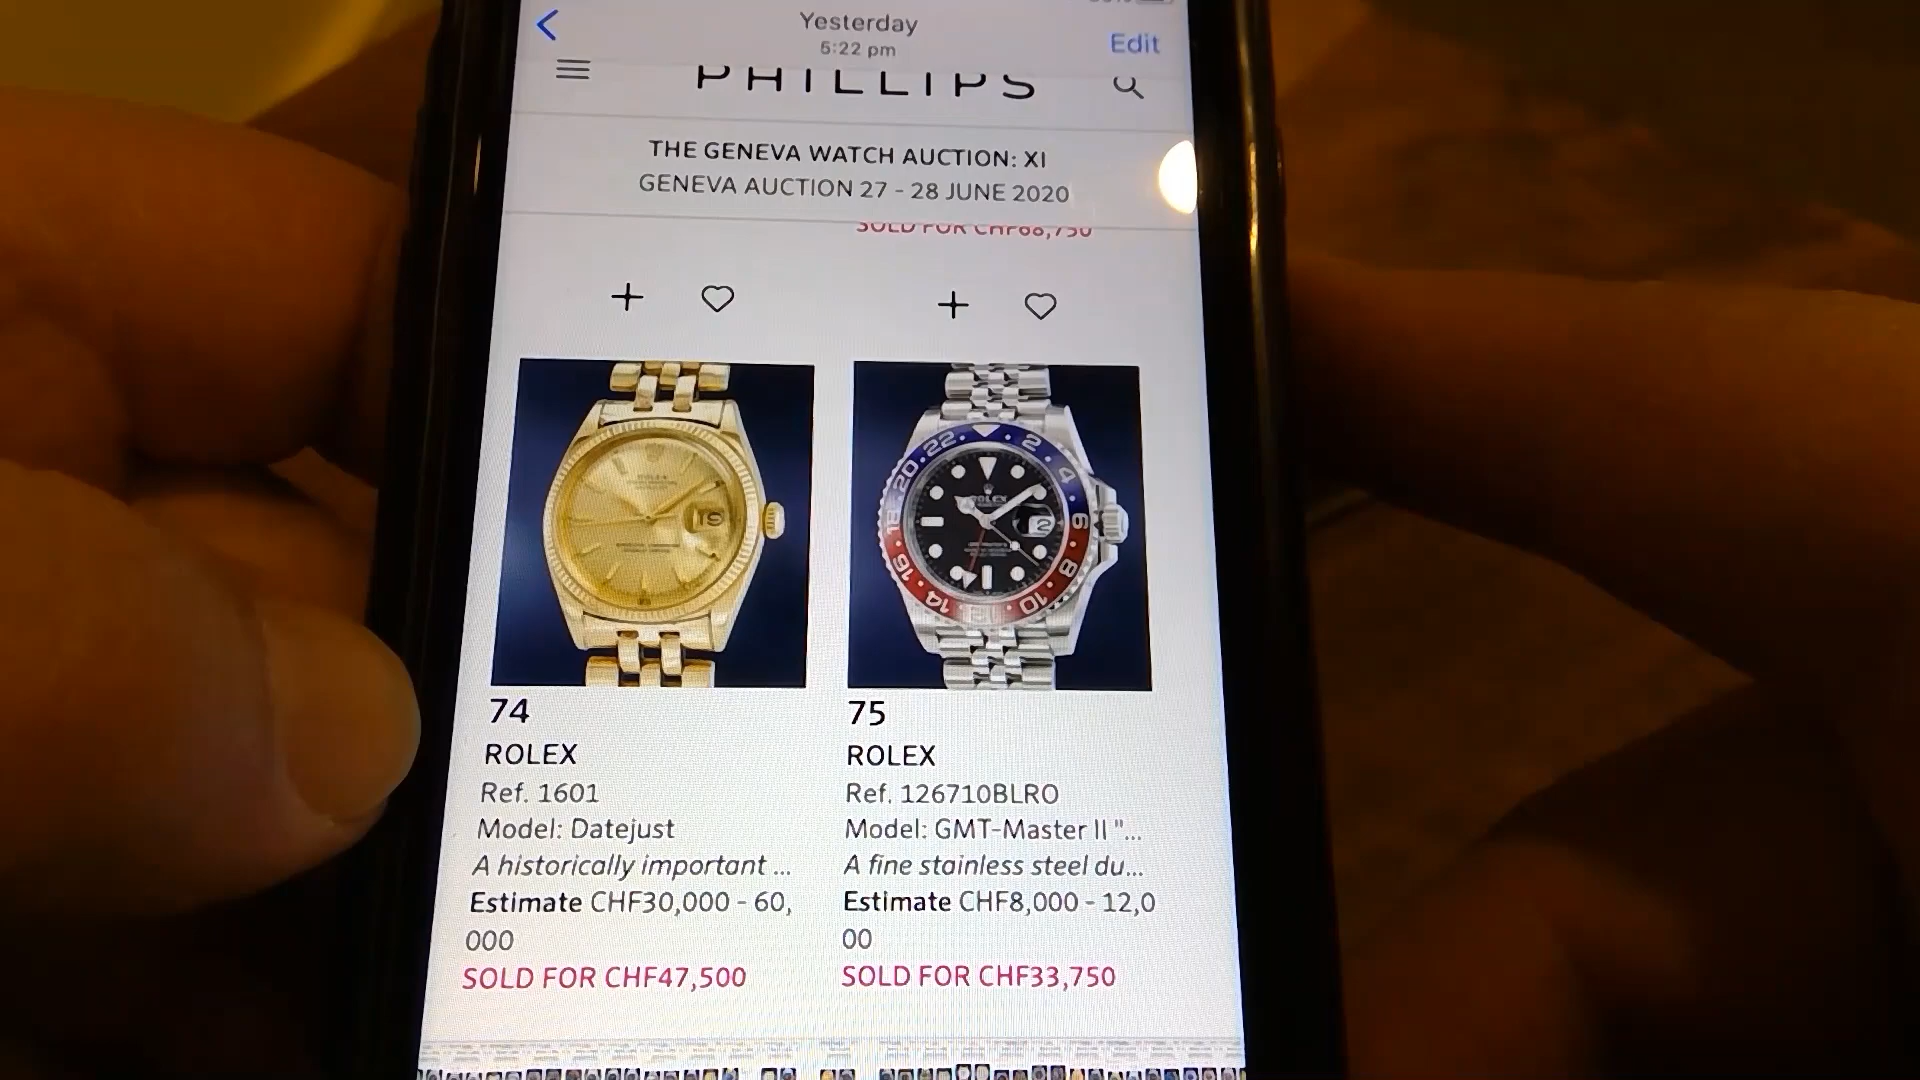 Yesterday
5:22 pm
Edit
PHILLIPS
THE GENEVA WATCH AUCTION: XI
GENEVA AUCTION 27 - 28 JUNE 2020
SOLD FOR
74
ROLEX
Ref. 1601
Model: Datejust
A historically important ...
Estimate CHF30,000 - 60,
000
SOLD FOR CHF47,500
75
ROLEX
Ref. 126710BLRO
Model: GMT-Master II "...
A fine stainless steel du...
Estimate CHF8,000 - 12,0
00
SOLD FOR CHF33,750